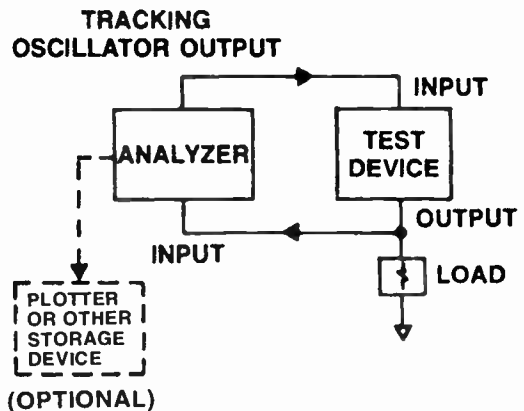 TRACKING
OSCILLATOR OUTPUT
INPUT
ANALYZER
TEST
DEVICE
OUTPUT
INPUT
LOAD
PLOTTER
OR OTHER
STORAGE
DEVICE
(OPTIONAL)